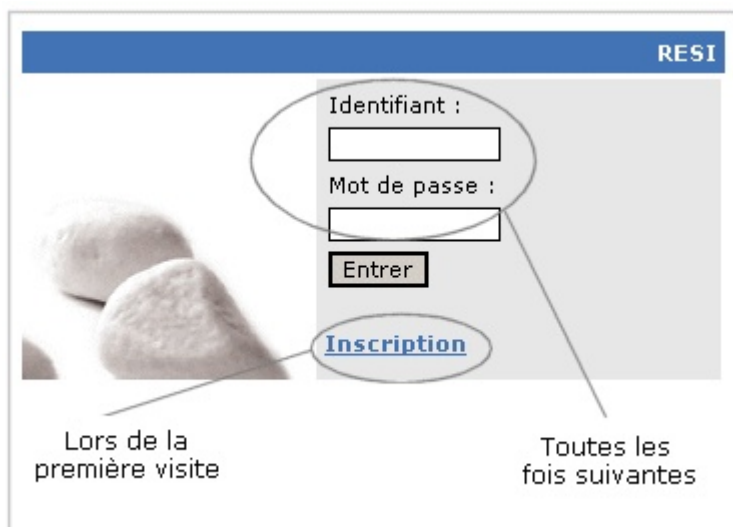 RESI
Identifiant :
Mot de passe :
Entrer
Inscription
Lors de la
première visite
Toutes les
fois suivantes